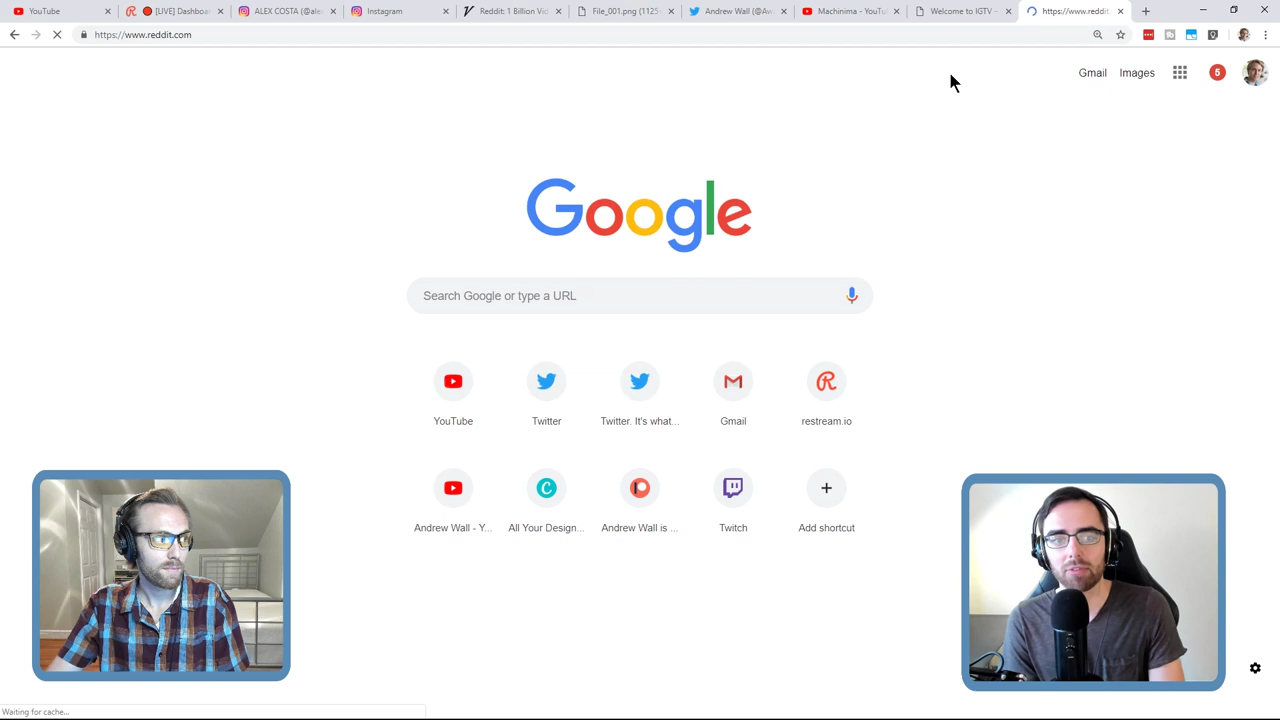 YouTube
[LIVE] Dashboa
ALEX COSTA (@ale
Instagram
Reddit: 1 Billion Vi
File_001.png (1125
Andrew Wall (@Aw
Machinima - YouTu
Welcome to IGTV –
https://www.reddit.
https://www.reddit.com
Gmail
Images
5
Google
Search Google or type a URL
YouTube
Twitter
Twitter. It's what...
Gmail
restream.io
Andrew Wall - Y...
All Your Design...
Andrew Wall is ...
Twitch
Add shortcut
Waiting for cache...